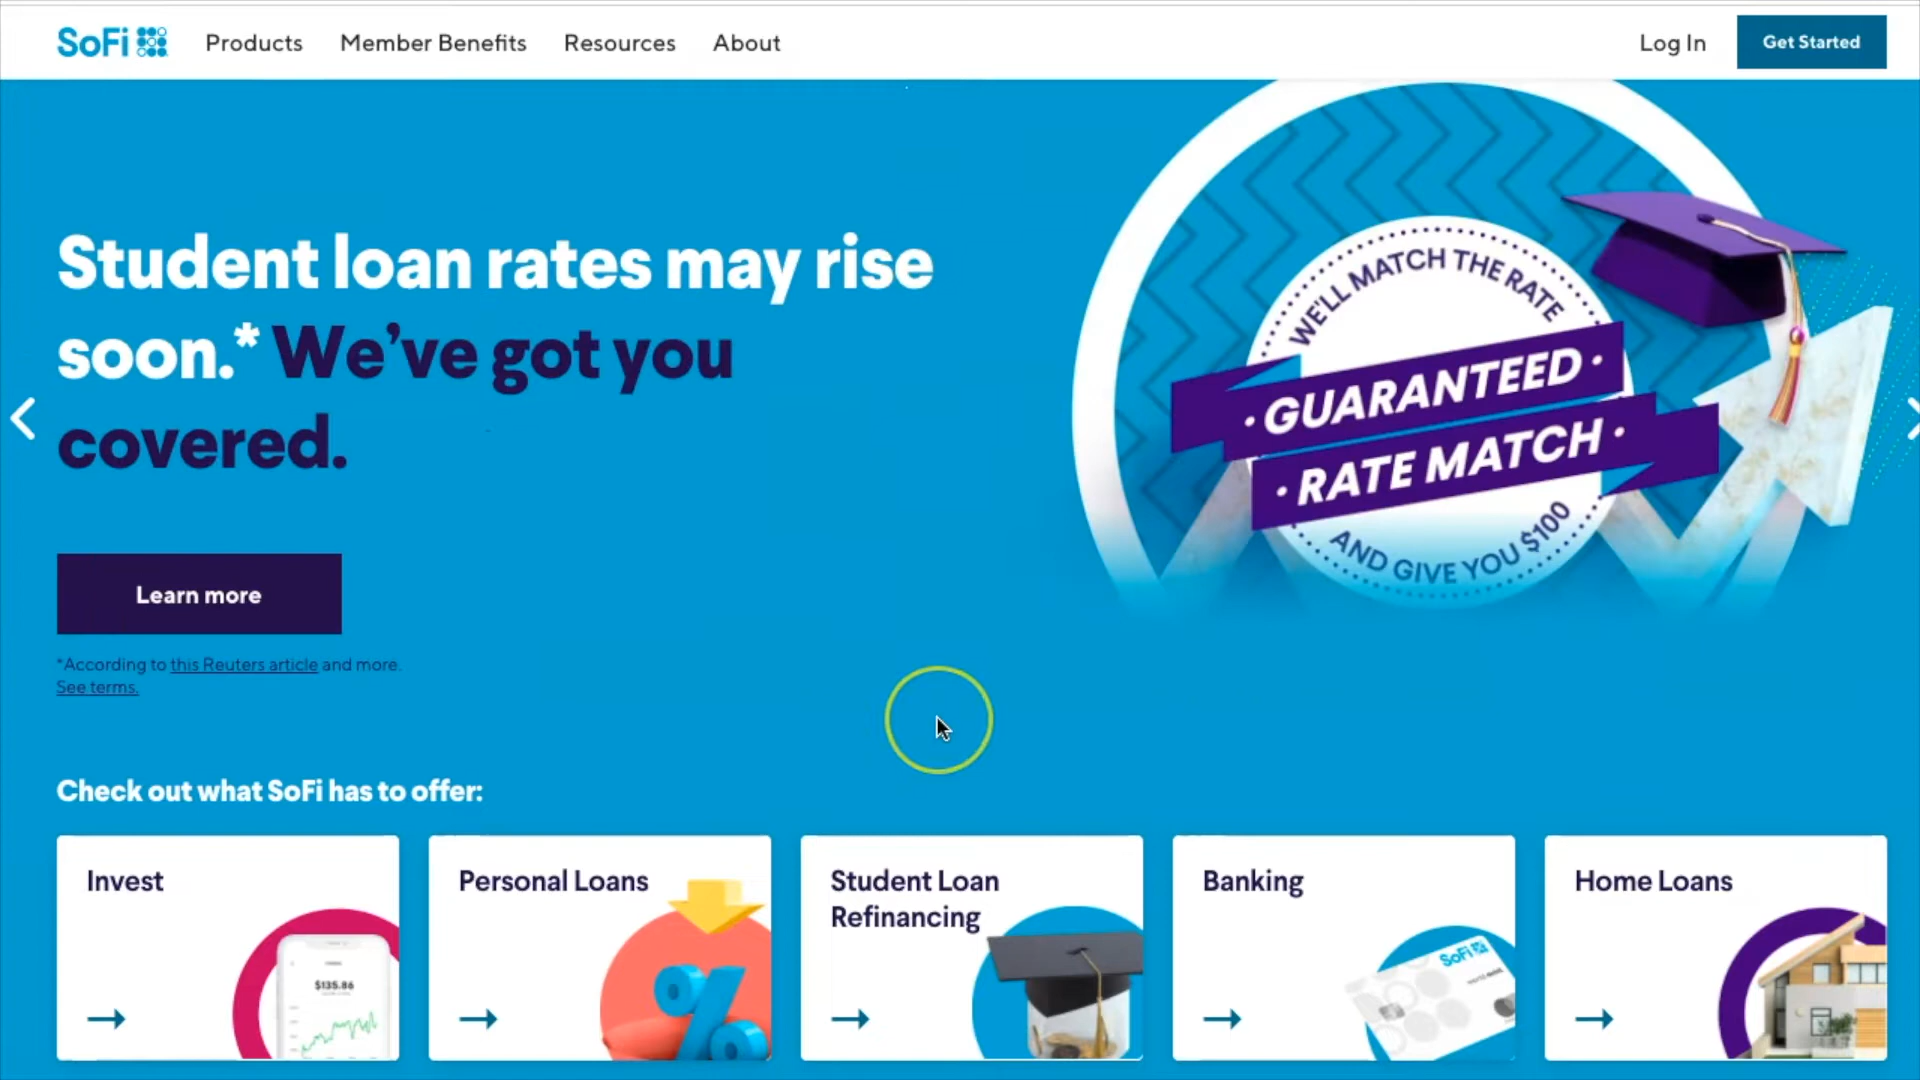 SoFi Products Member Benefits Resources About Log In Get Started
Student loan rates may rise
soon.* We've got you
covered.
WE'LL MATCH THE RATE
· GUARANTEED ·
· RATE MATCH ·
AND GIVE YOU $100
Learn more
*According to this Reuters article and more.
See terms.
Check out what SoFi has to offer:
Invest
$135.86
Personal Loans
%
Student Loan
Refinancing
Banking
SoFi
Home Loans